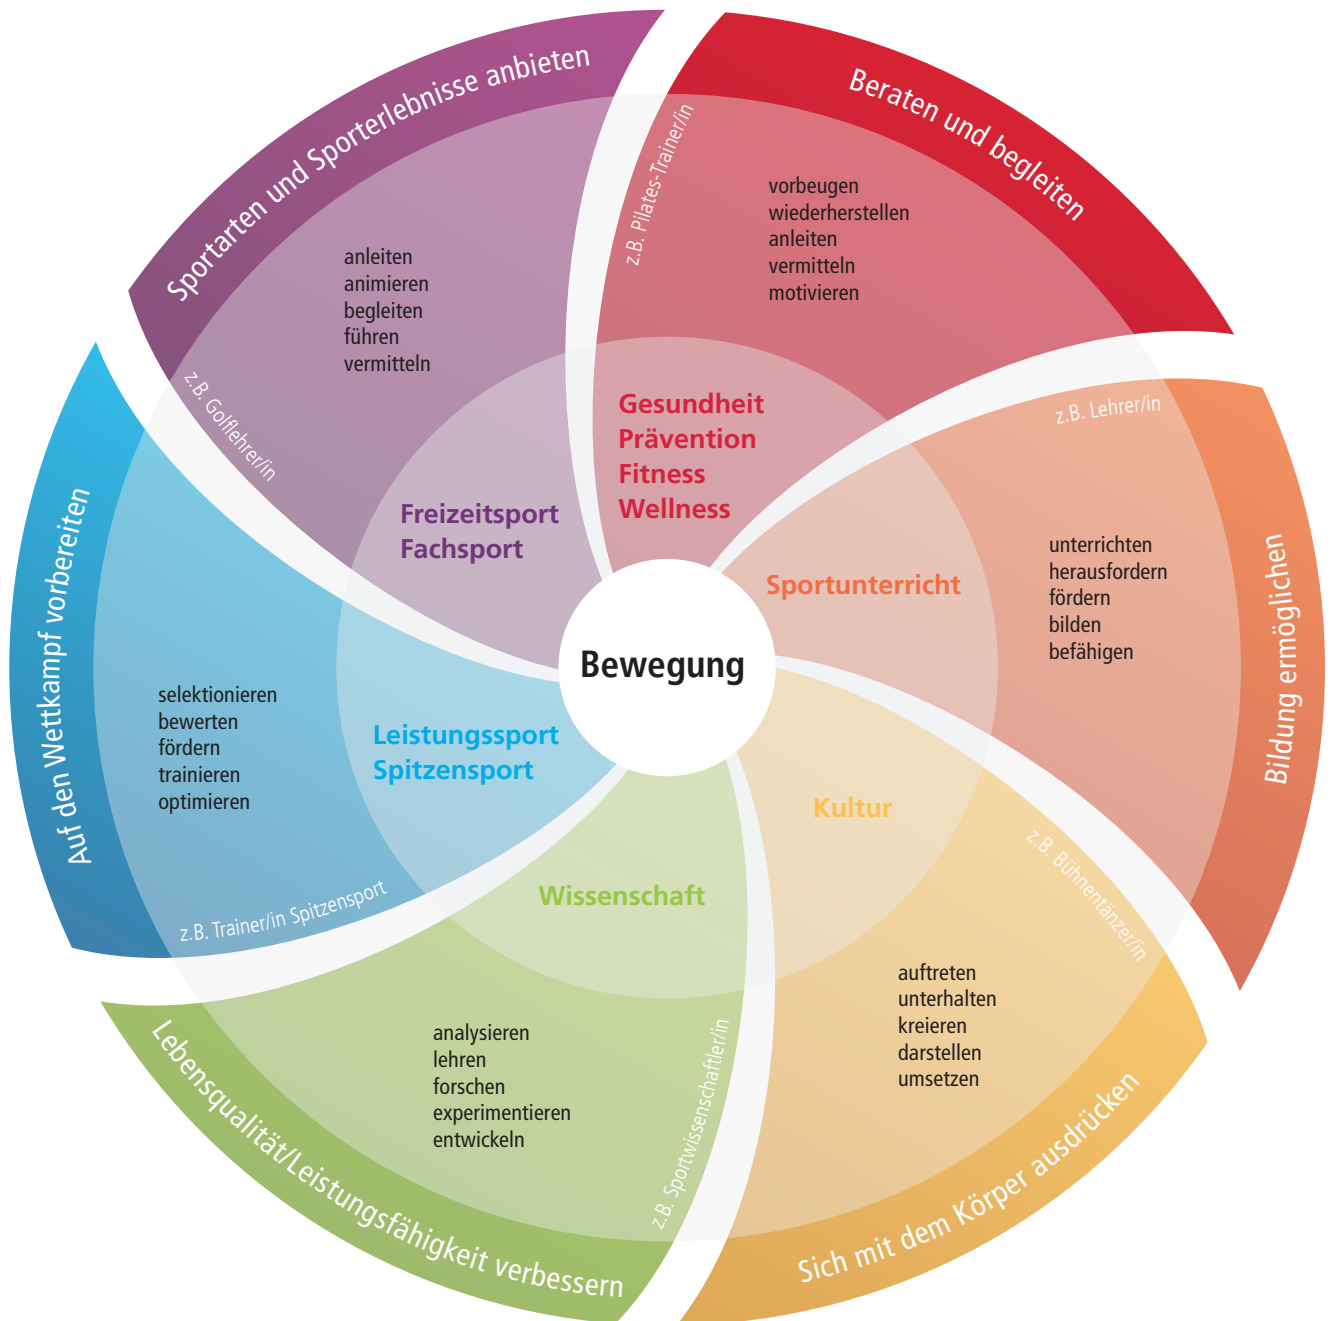 Bewegung
Beraten und begleiten
z.B. Pilates-Trainer/in
vorbeugen
wiederherstellen
anleiten
vermitteln
motivieren
Gesundheit
Prävention
Fitness
Wellness
Bildung ermöglichen
z.B. Lehrer/in
unterrichten
herausfordern
fördern
bilden
befähigen
Sportunterricht
Sich mit dem Körper ausdrücken
z.B. Bühnentänzer/in
auftreten
unterhalten
kreieren
darstellen
umsetzen
Kultur
Lebensqualität/Leistungsfähigkeit verbessern
z.B. Sportwissenschaftler/in
analysieren
lehren
forschen
experimentieren
entwickeln
Wissenschaft
Auf den Wettkampf vorbereiten
z.B. Trainer/in Spitzensport
selektionieren
bewerten
fördern
trainieren
optimieren
Leistungssport
Spitzensport
Sportarten und Sporterlebnisse anbieten
z.B. Golflehrer/in
anleiten
animieren
begleiten
führen
vermitteln
Freizeitsport
Fachsport